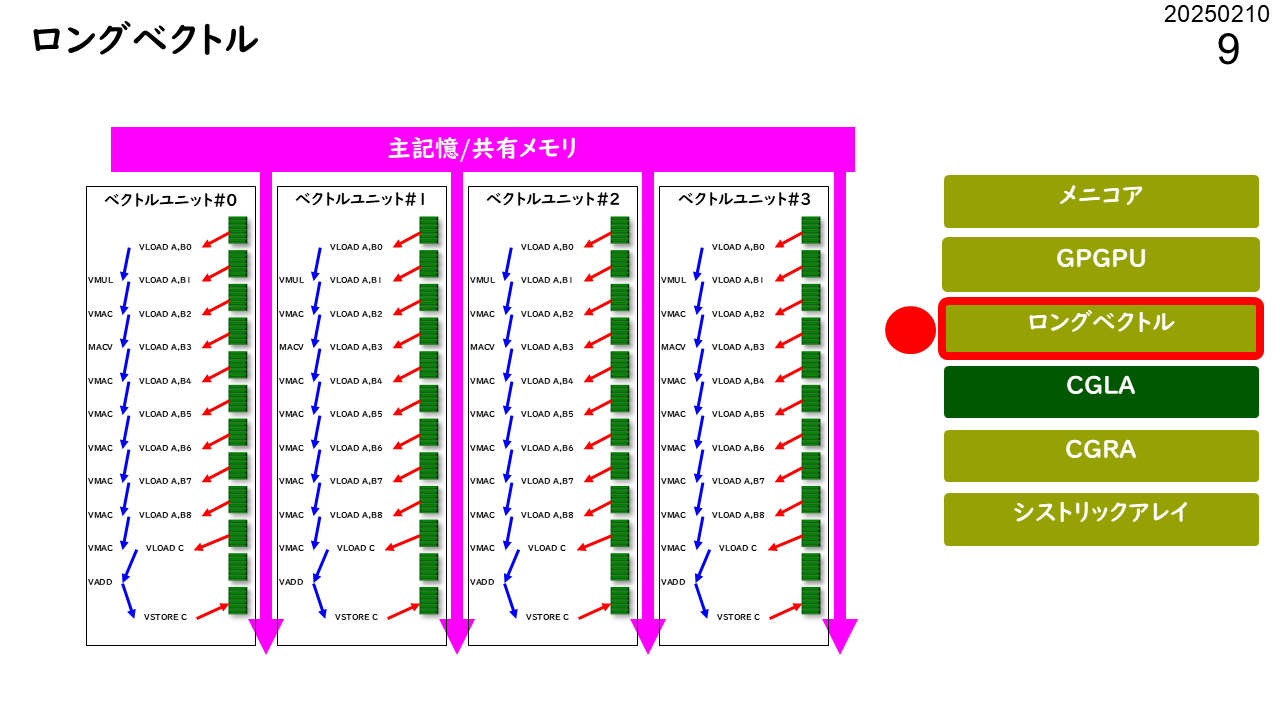 ロングベクトル
20250210
9
主記憶/共有メモリ
ベクトルユニット#0
VLOAD A,B0
VMUL VLOAD A,B1
VMAC VLOAD A,B2
MACV VLOAD A,B3
VMAC VLOAD A,B4
VMAC VLOAD A,B5
VMAC VLOAD A,B6
VMAC VLOAD A,B7
VMAC VLOAD A,B8
VMAC VLOAD C
VADD
VSTORE C
ベクトルユニット#1
VLOAD A,B0
VMUL VLOAD A,B1
VMAC VLOAD A,B2
MACV VLOAD A,B3
VMAC VLOAD A,B4
VMAC VLOAD A,B5
VMAC VLOAD A,B6
VMAC VLOAD A,B7
VMAC VLOAD A,B8
VMAC VLOAD C
VADD
VSTORE C
ベクトルユニット#2
VLOAD A,B0
VMUL VLOAD A,B1
VMAC VLOAD A,B2
MACV VLOAD A,B3
VMAC VLOAD A,B4
VMAC VLOAD A,B5
VMAC VLOAD A,B6
VMAC VLOAD A,B7
VMAC VLOAD A,B8
VMAC VLOAD C
VADD
VSTORE C
ベクトルユニット#3
VLOAD A,B0
VMUL VLOAD A,B1
VMAC VLOAD A,B2
MACV VLOAD A,B3
VMAC VLOAD A,B4
VMAC VLOAD A,B5
VMAC VLOAD A,B6
VMAC VLOAD A,B7
VMAC VLOAD A,B8
VMAC VLOAD C
VADD
VSTORE C
メニコア
GPGPU
ロングベクトル
CGLA
CGRA
シストリックアレイ